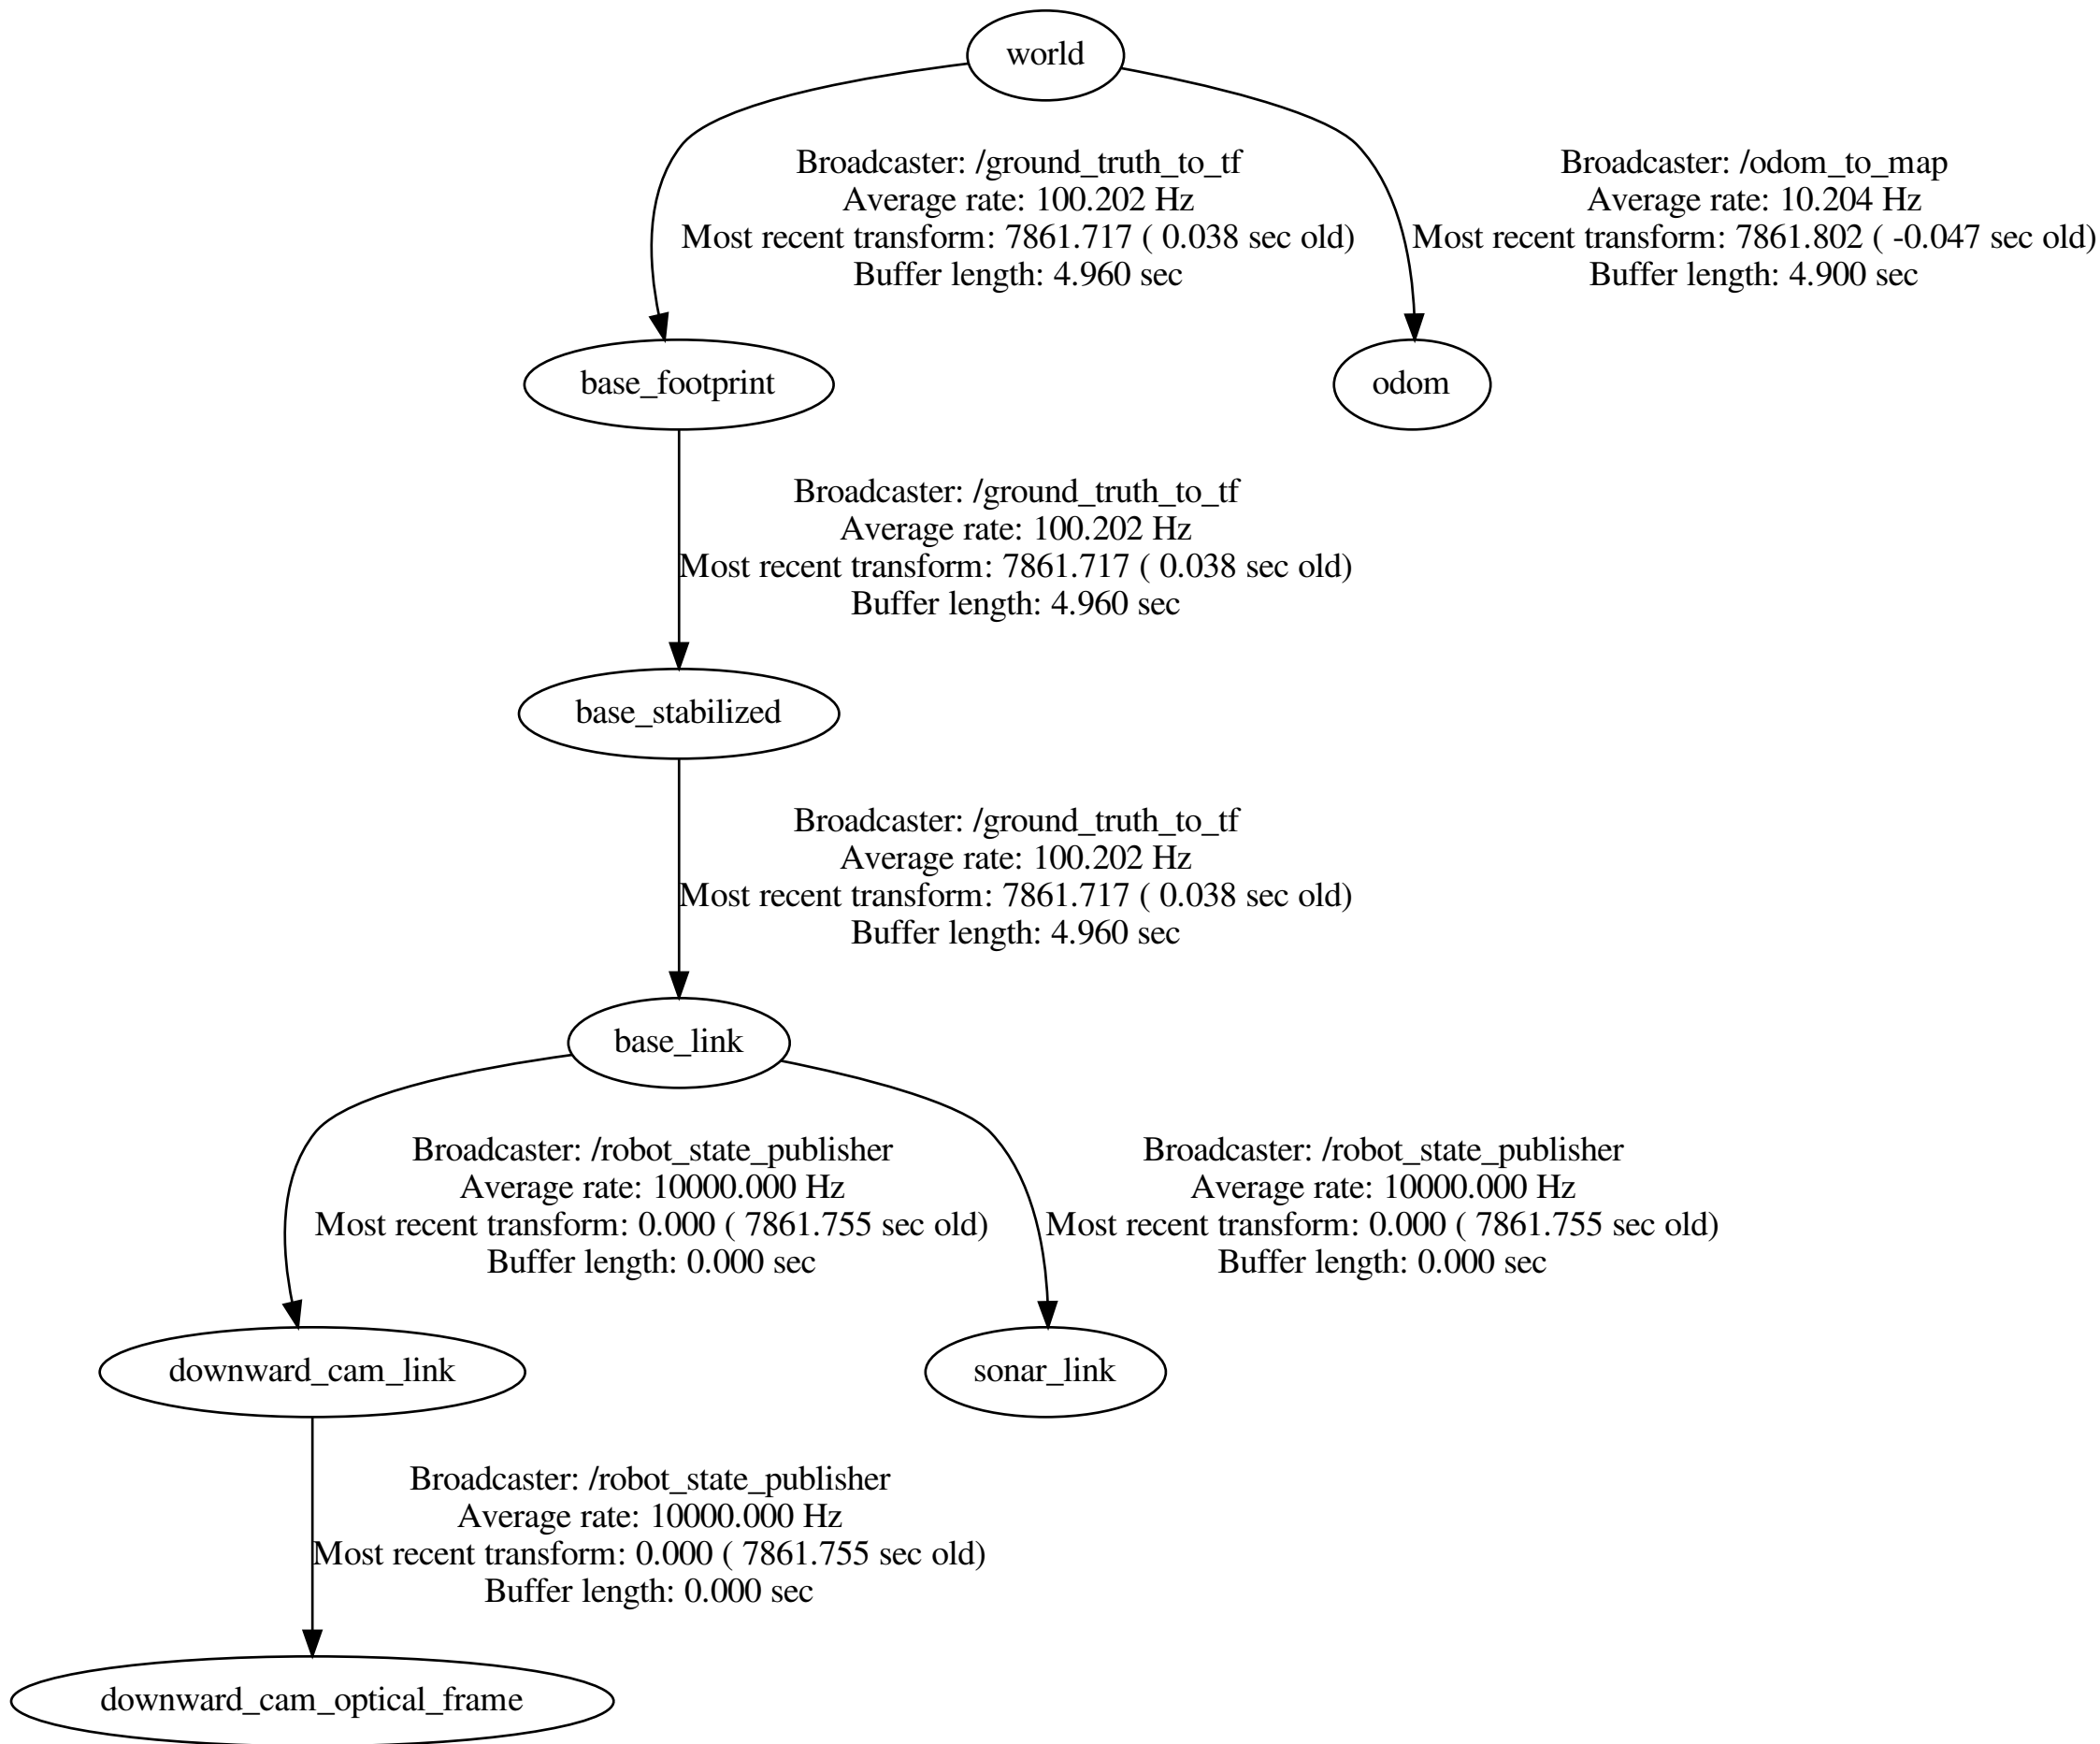 world
Broadcaster: /ground_truth_to_tf
Average rate: 100.202 Hz
Most recent transform: 7861.717 ( 0.038 sec old)
Buffer length: 4.960 sec
Broadcaster: /odom_to_map
Average rate: 10.204 Hz
Most recent transform: 7861.802 ( -0.047 sec old)
Buffer length: 4.900 sec
base_footprint
odom
Broadcaster: /ground_truth_to_tf
Average rate: 100.202 Hz
Most recent transform: 7861.717 ( 0.038 sec old)
Buffer length: 4.960 sec
base_stabilized
Broadcaster: /ground_truth_to_tf
Average rate: 100.202 Hz
Most recent transform: 7861.717 ( 0.038 sec old)
Buffer length: 4.960 sec
base_link
Broadcaster: /robot_state_publisher
Average rate: 10000.000 Hz
Most recent transform: 0.000 ( 7861.755 sec old)
Buffer length: 0.000 sec
Broadcaster: /robot_state_publisher
Average rate: 10000.000 Hz
Most recent transform: 0.000 ( 7861.755 sec old)
Buffer length: 0.000 sec
downward_cam_link
sonar_link
Broadcaster: /robot_state_publisher
Average rate: 10000.000 Hz
Most recent transform: 0.000 ( 7861.755 sec old)
Buffer length: 0.000 sec
downward_cam_optical_frame